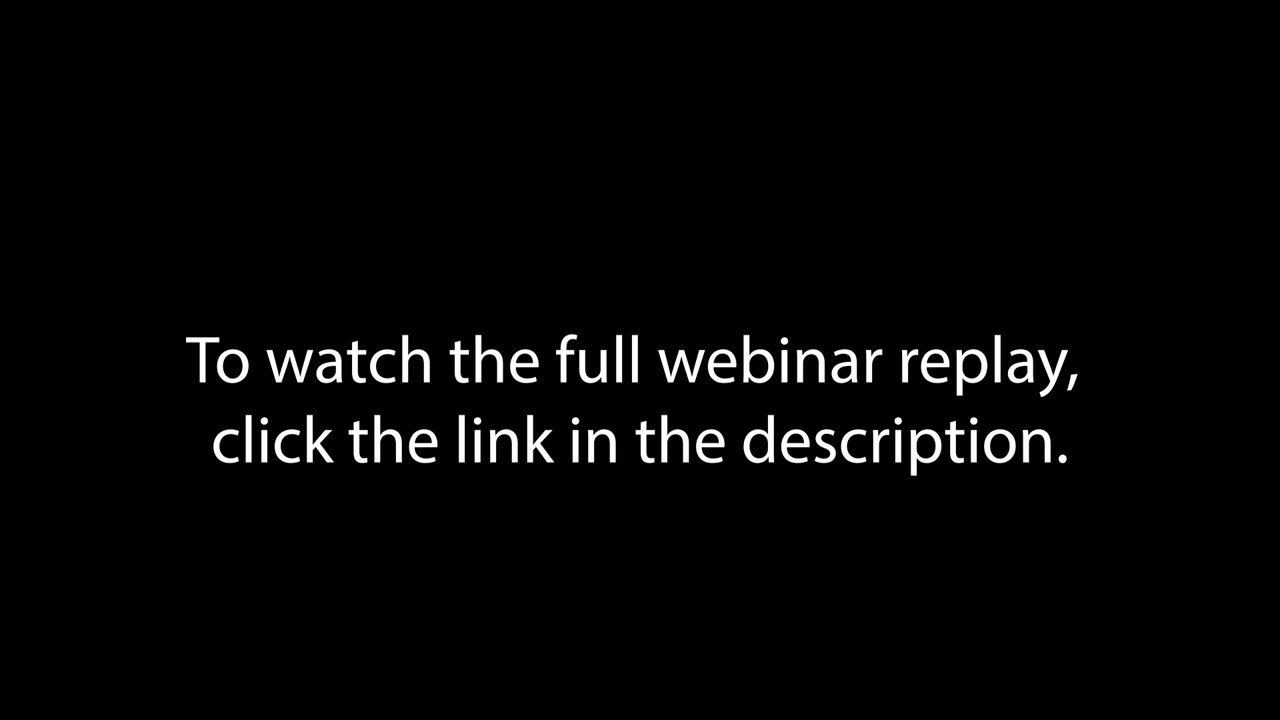 To watch the full webinar replay,
click the link in the description.